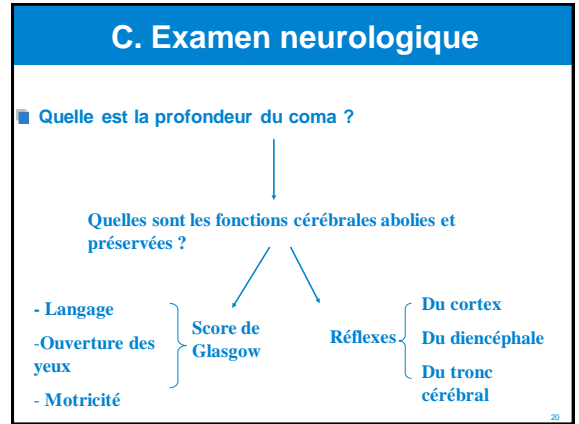 C. Examen neurologique
Quelle est la profondeur du coma ?
Quelles sont les fonctions cérébrales abolies et
préservées ?
- Langage
-Ouverture des
yeux
- Motricité
Score de
Glasgow
Réflexes
Du cortex
Du diencéphale
Du tronc
cérébral
20